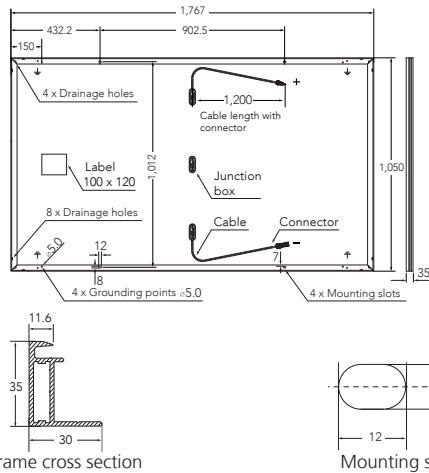 1,767
432.2
902.5
150
+
4 x Drainage holes
1,200
Cable length with
connector
1,012
1,050
Label
100 x 120
Junction
box
8 x Drainage holes
Cable
Connector
⌀5.0
12
7
−
8
35
4 x Grounding points ⌀5.0
4 x Mounting slots
11.6
35
30
12
rame cross section
Mounting s